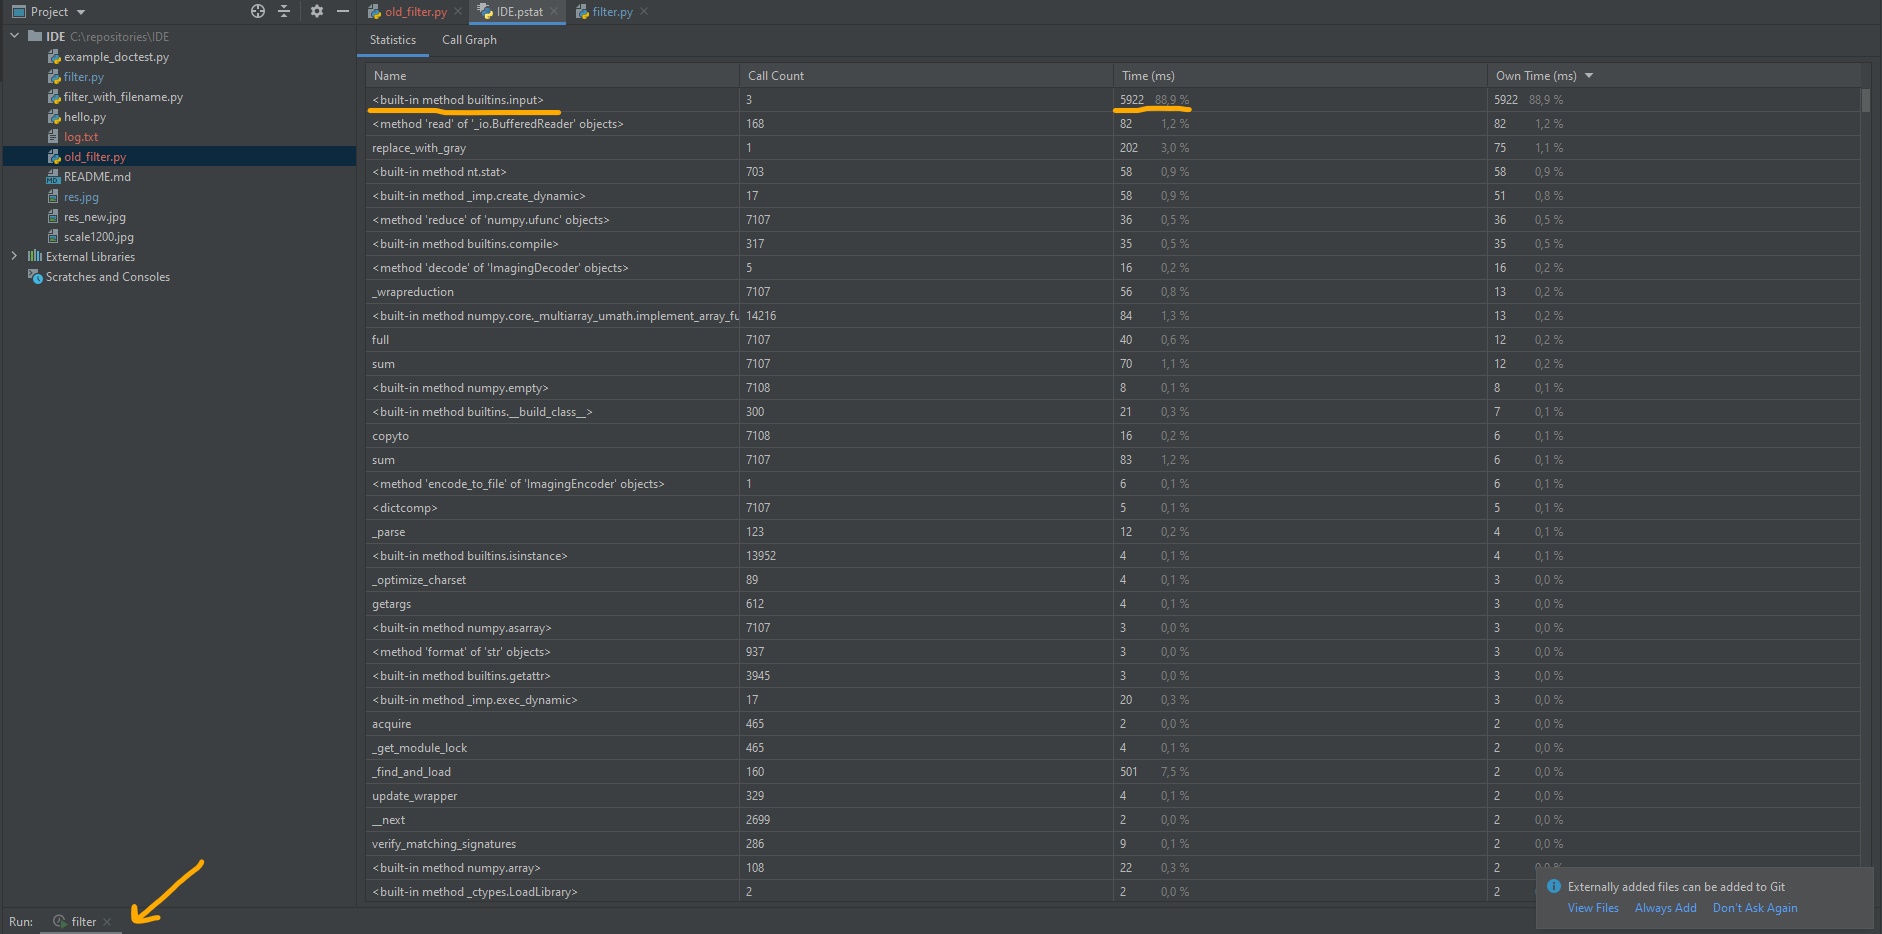 Project
old_filter.py
IDE.pstat
filter.py
IDE C:\repositories\IDE
example_doctest.py
filter.py
filter_with_filename.py
hello.py
log.txt
old_filter.py
README.md
res.jpg
res_new.jpg
scale1200.jpg
External Libraries
Scratches and Consoles
Statistics Call Graph
Name Call Count Time (ms) Own Time (ms)
<built-in method builtins.input> 3 5922 88,9 % 5922 88,9 %
<method 'read' of '_io.BufferedReader' objects> 168 82 1,2 % 82 1,2 %
replace_with_gray 1 202 3,0 % 75 1,1 %
<built-in method nt.stat> 703 58 0,9 % 58 0,9 %
<built-in method _imp.create_dynamic> 17 58 0,9 % 51 0,8 %
<method 'reduce' of 'numpy.ufunc' objects> 7107 36 0,5 % 36 0,5 %
<built-in method builtins.compile> 317 35 0,5 % 35 0,5 %
<method 'decode' of 'ImagingDecoder' objects> 5 16 0,2 % 16 0,2 %
_wrapreduction 7107 56 0,8 % 13 0,2 %
<built-in method numpy.core._multiarray_umath.implement_array_fu 14216 84 1,3 % 13 0,2 %
full 7107 40 0,6 % 12 0,2 %
sum 7107 70 1,1 % 12 0,2 %
<built-in method numpy.empty> 7108 8 0,1 % 8 0,1 %
<built-in method builtins.__build_class__> 300 21 0,3 % 7 0,1 %
copyto 7108 16 0,2 % 6 0,1 %
sum 7107 83 1,2 % 6 0,1 %
<method 'encode_to_file' of 'ImagingEncoder' objects> 1 6 0,1 % 6 0,1 %
<dictcomp> 7107 5 0,1 % 5 0,1 %
_parse 123 12 0,2 % 4 0,1 %
<built-in method builtins.isinstance> 13952 4 0,1 % 4 0,1 %
_optimize_charset 89 4 0,1 % 3 0,0 %
getargs 612 4 0,1 % 3 0,0 %
<built-in method numpy.asarray> 7107 3 0,0 % 3 0,0 %
<method 'format' of 'str' objects> 937 3 0,0 % 3 0,0 %
<built-in method builtins.getattr> 3945 3 0,0 % 3 0,0 %
<built-in method _imp.exec_dynamic> 17 20 0,3 % 3 0,0 %
acquire 465 2 0,0 % 2 0,0 %
_get_module_lock 465 4 0,1 % 2 0,0 %
_find_and_load 160 501 7,5 % 2 0,0 %
update_wrapper 329 4 0,1 % 2 0,0 %
__next 2699 2 0,0 % 2 0,0 %
verify_matching_signatures 286 9 0,1 % 2 0,0 %
<built-in method numpy.array> 108 22 0,3 % 2
<built-in method _ctypes.LoadLibrary> 2 2 0,0 % 2
Externally added files can be added to Git
View Files Always Add Don't Ask Again
Run: filter